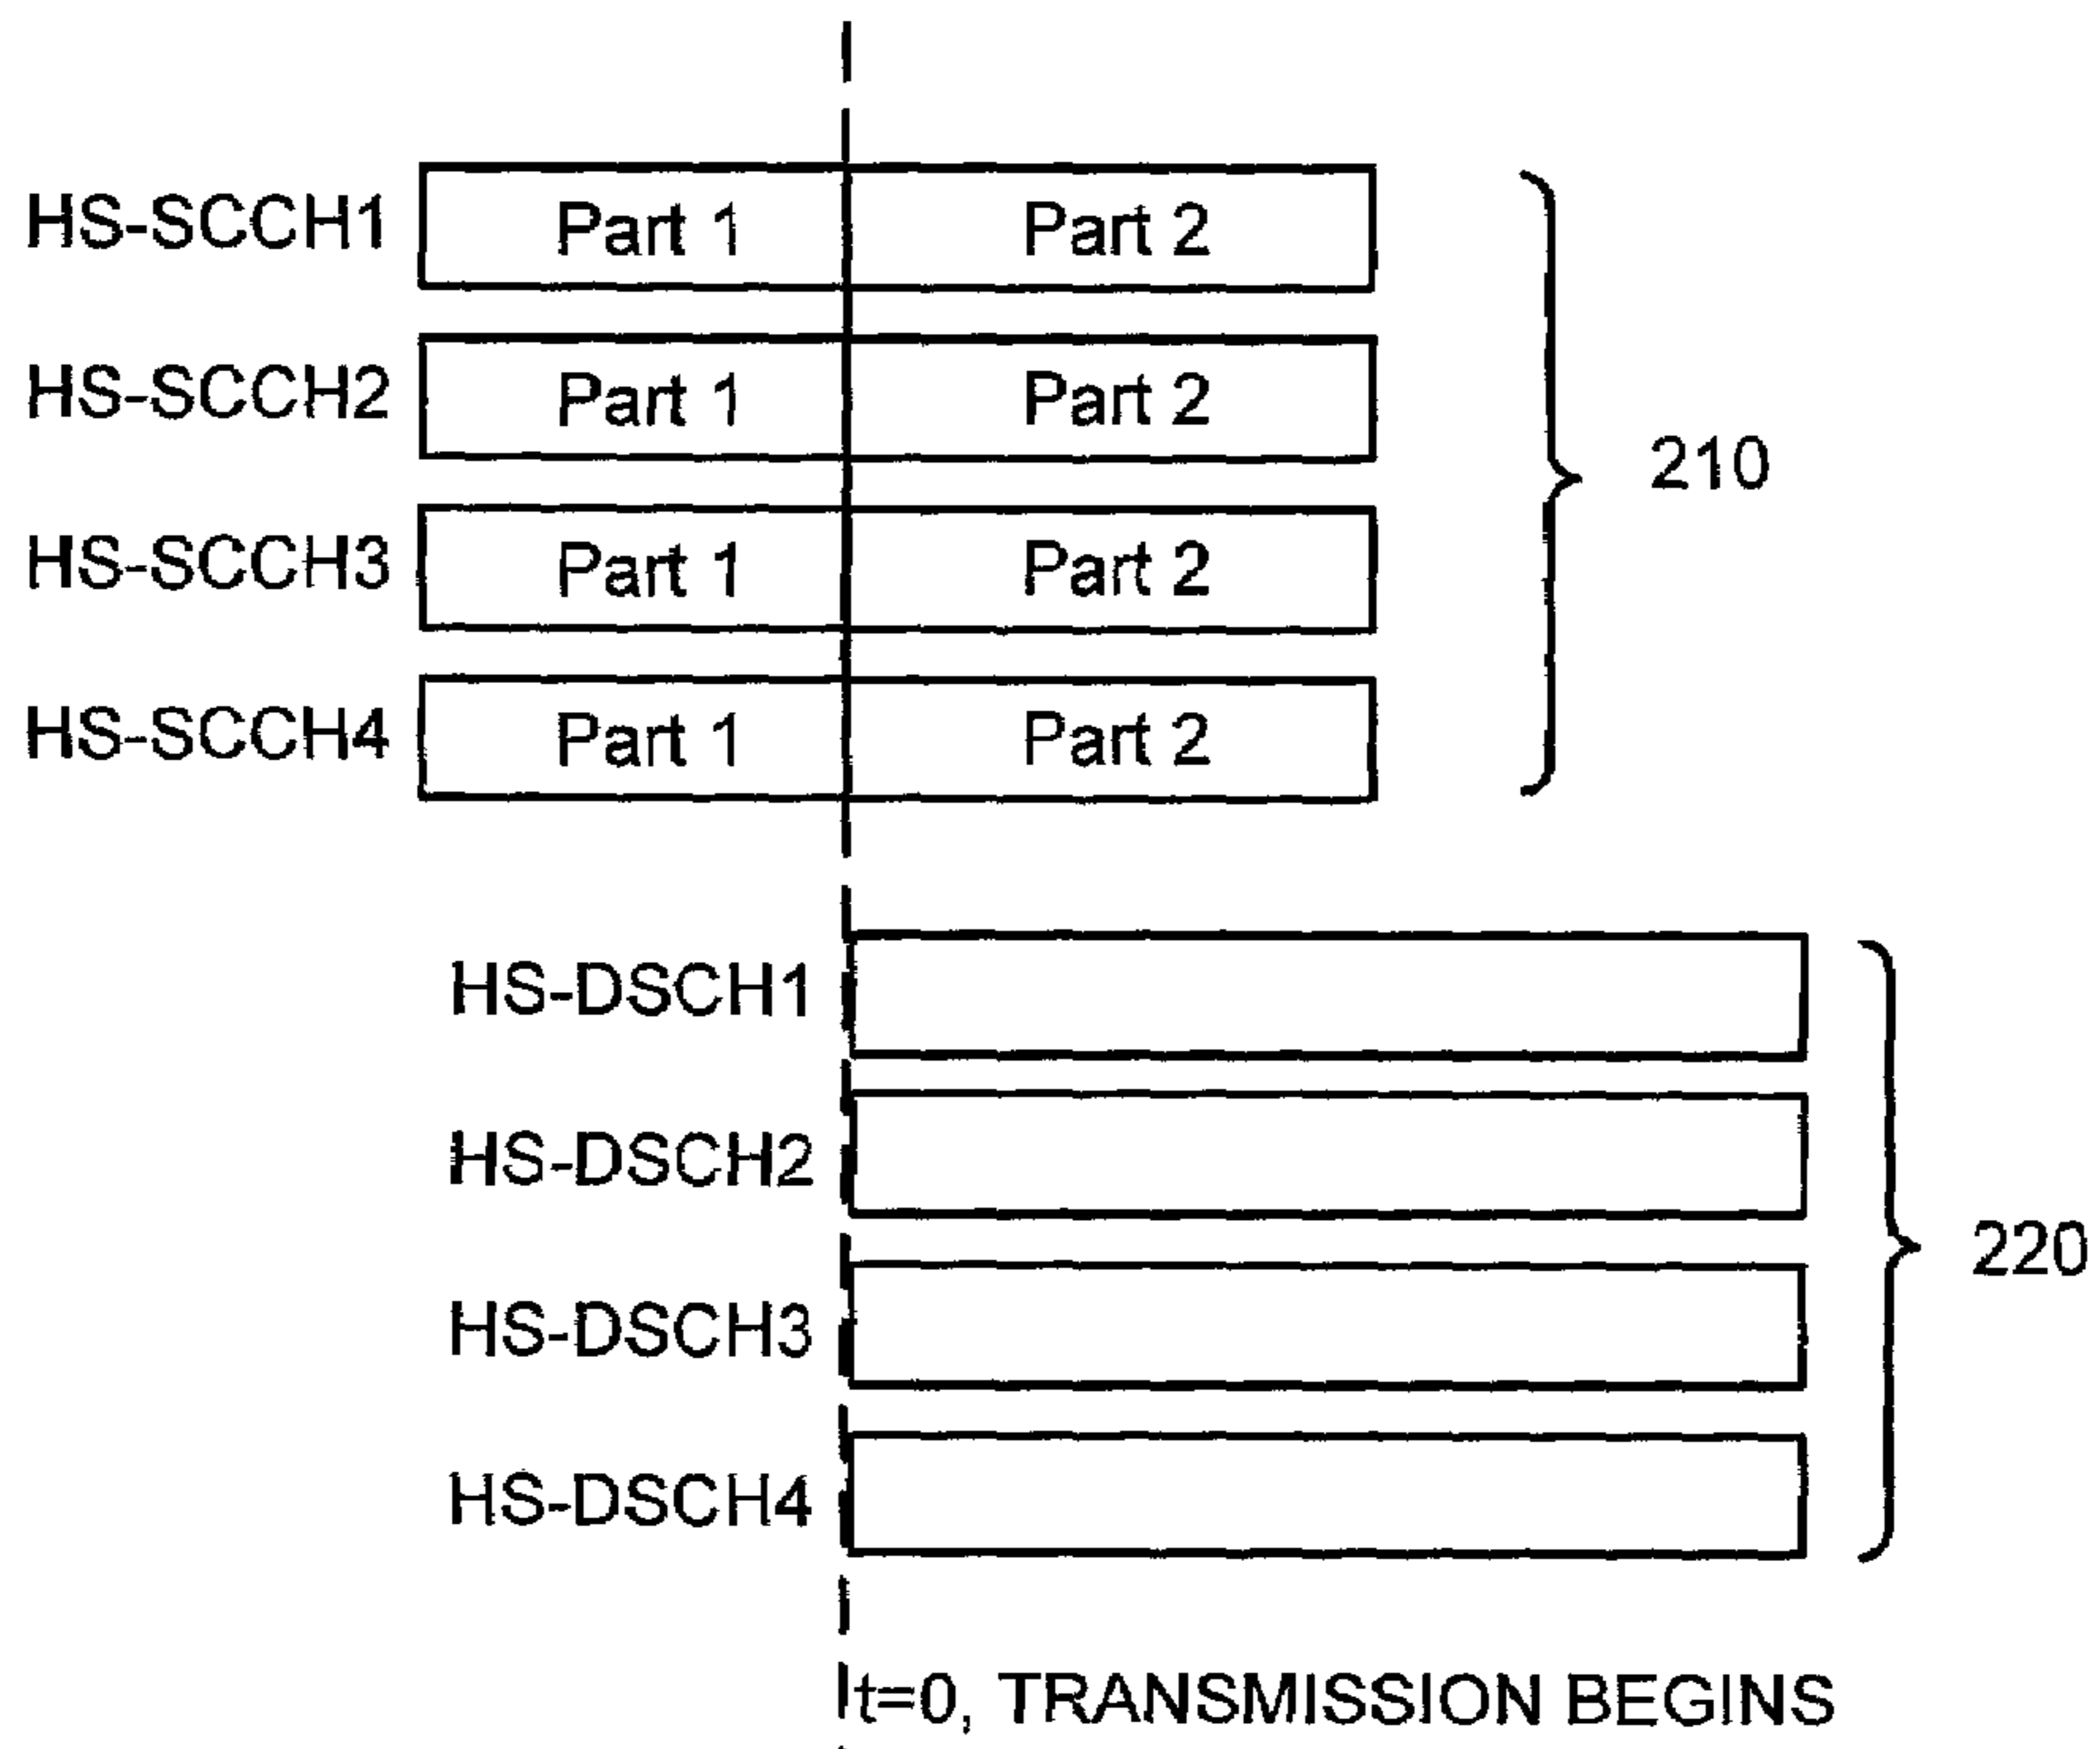 HS-SCCH1 Part 1 Part 2
HS-SCCH2 Part 1 Part 2
210
HS-SCCH3 Part 1 Part 2
HS-SCCH4 Part 1 Part 2
HS-DSCH1
HS-DSCH2
220
HS-DSCH3
HS-DSCH4
t=0, TRANSMISSION BEGINS